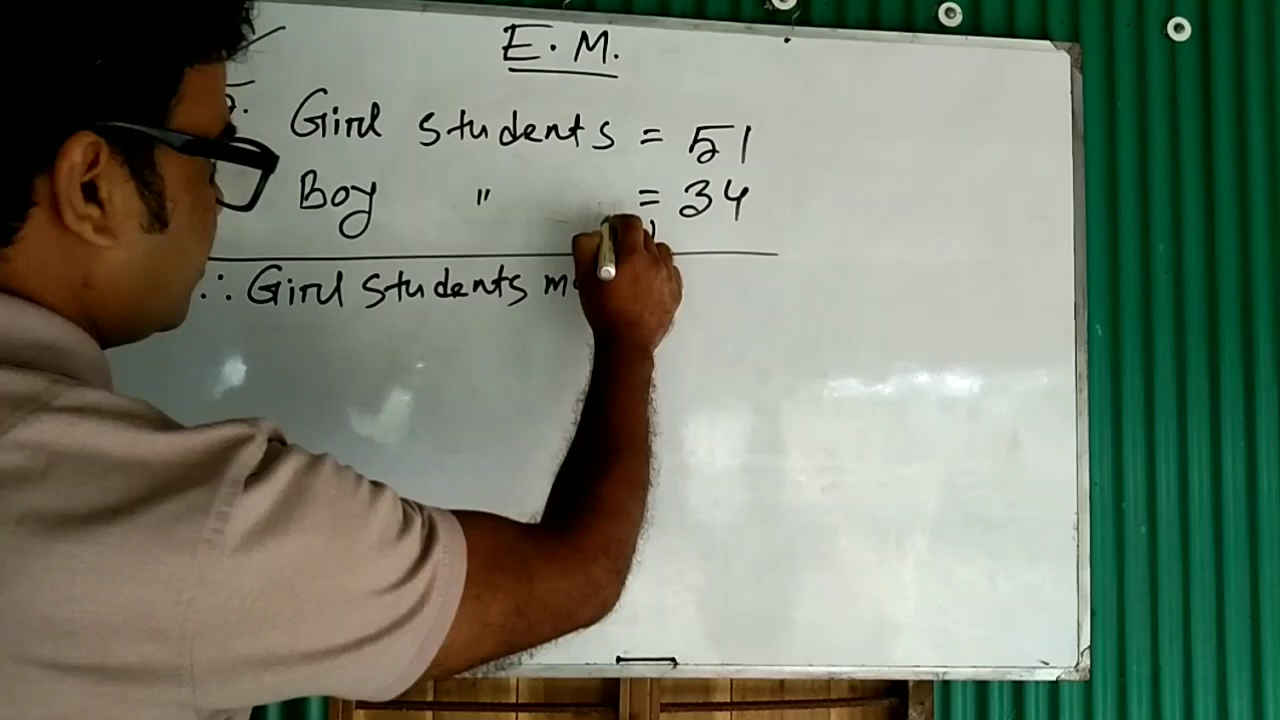 E. M.
Girl students = 51
Boy " = 34
∴ Girl students